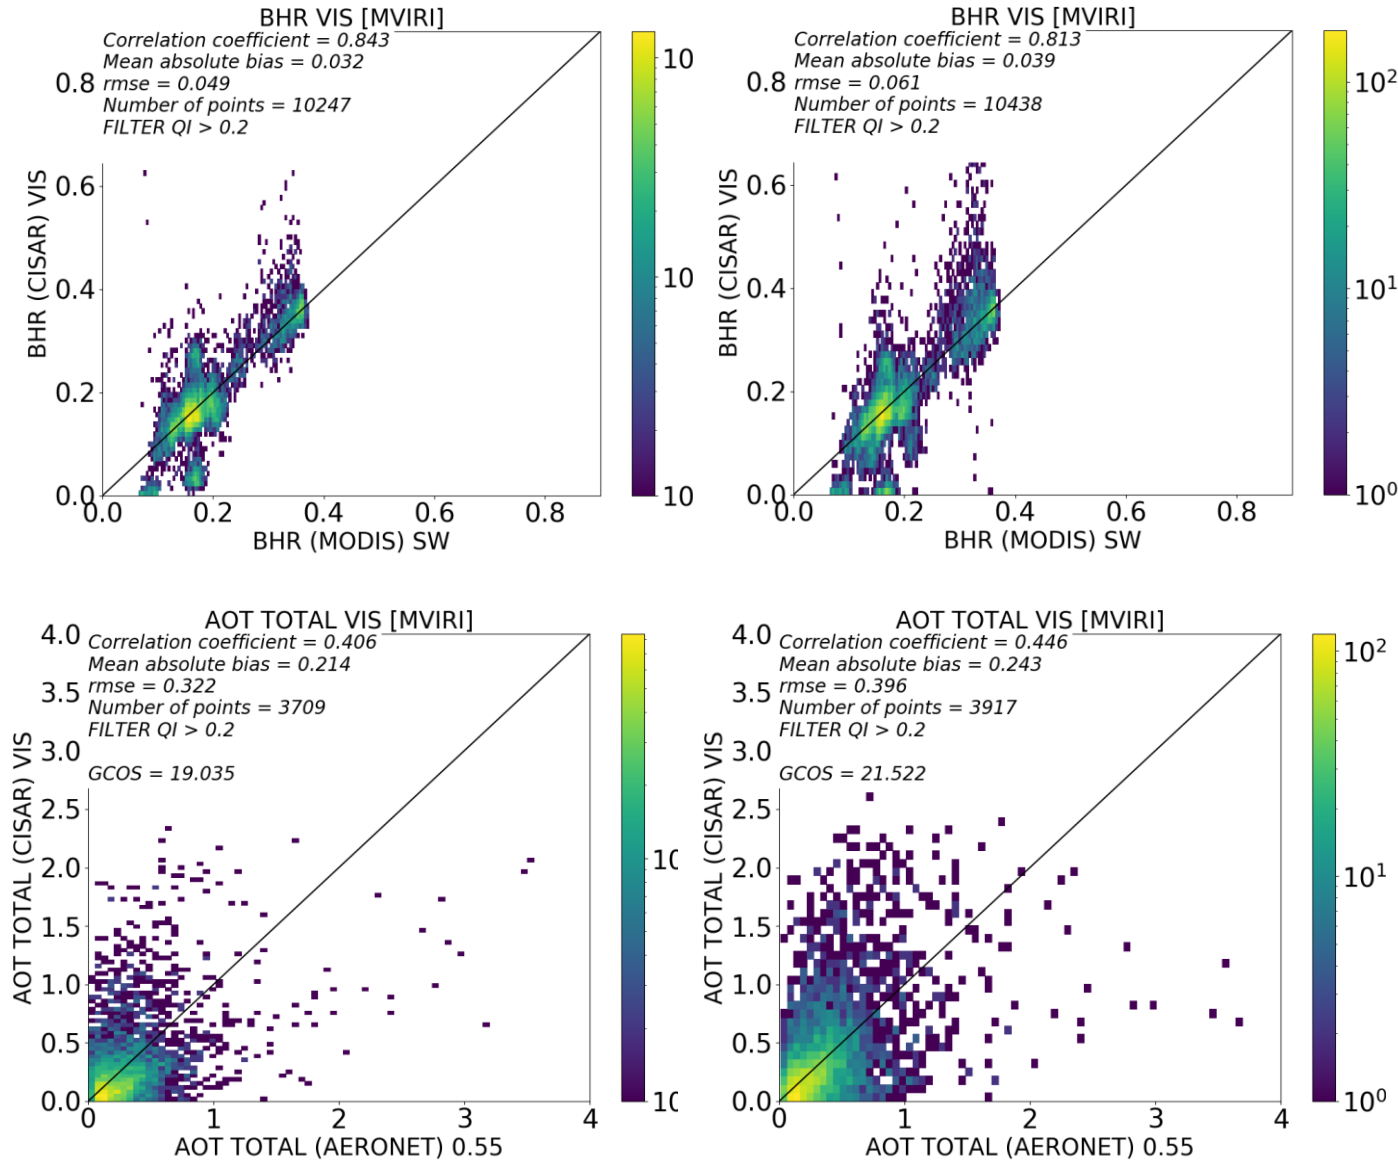 BHR VIS [MVIRI]
Correlation coefficient = 0.843
Mean absolute bias = 0.032
rmse = 0.049
Number of points = 10247
FILTER QI > 0.2
BHR (CISAR) VIS
0.8
0.6
0.4
0.2
0.0
0.0 0.2 0.4 0.6 0.8
BHR (MODIS) SW
10
10
10
BHR VIS [MVIRI]
Correlation coefficient = 0.813
Mean absolute bias = 0.039
rmse = 0.061
Number of points = 10438
FILTER QI > 0.2
BHR (CISAR) VIS
0.8
0.6
0.4
0.2
0.0
0.0 0.2 0.4 0.6 0.8
BHR (MODIS) SW
10²
10¹
10⁰
AOT TOTAL VIS [MVIRI]
Correlation coefficient = 0.406
Mean absolute bias = 0.214
rmse = 0.322
Number of points = 3709
FILTER QI > 0.2
GCOS = 19.035
AOT TOTAL (CISAR) VIS
4.0
3.5
3.0
2.5
2.0
1.5
1.0
0.5
0.0
0 1 2 3 4
AOT TOTAL (AERONET) 0.55
AOT TOTAL VIS [MVIRI]
Correlation coefficient = 0.446
Mean absolute bias = 0.243
rmse = 0.396
Number of points = 3917
FILTER QI > 0.2
GCOS = 21.522
AOT TOTAL (CISAR) VIS
4.0
3.5
3.0
2.5
2.0
1.5
1.0
0.5
0.0
0 1 2 3 4
AOT TOTAL (AERONET) 0.55
10²
10¹
10⁰